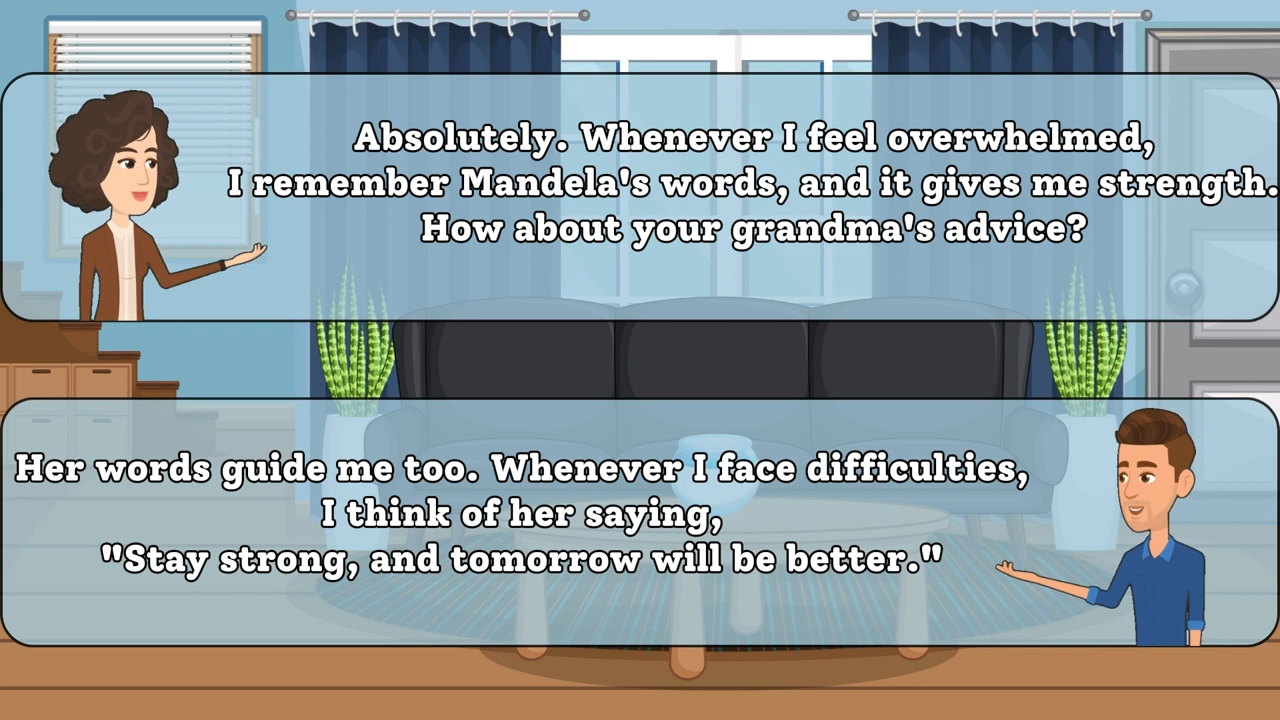 Absolutely. Whenever I feel overwhelmed,
I remember Mandela's words, and it gives me strength.
How about your grandma's advice?
Her words guide me too. Whenever I face difficulties,
I think of her saying,
"Stay strong, and tomorrow will be better."